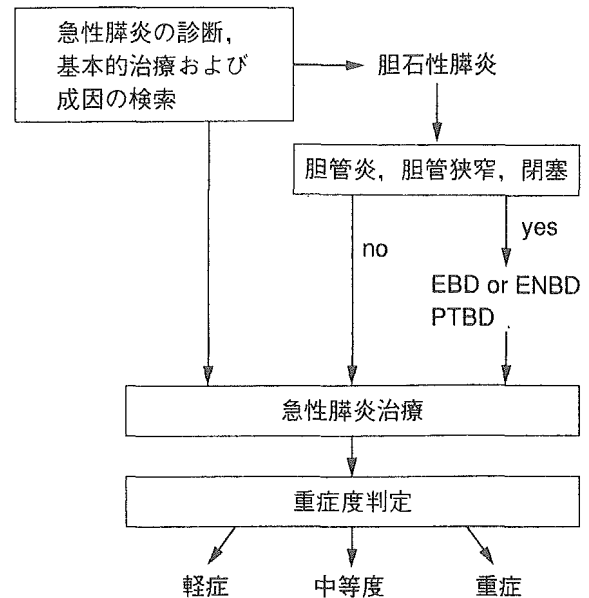 急性膵炎の診断，
基本的治療および
成因の検索
胆石性膵炎
胆管炎，胆管狭窄，閉塞
no
yes
EBD or ENBD
PTBD
急性膵炎治療
重症度判定
軽症
中等度
重症